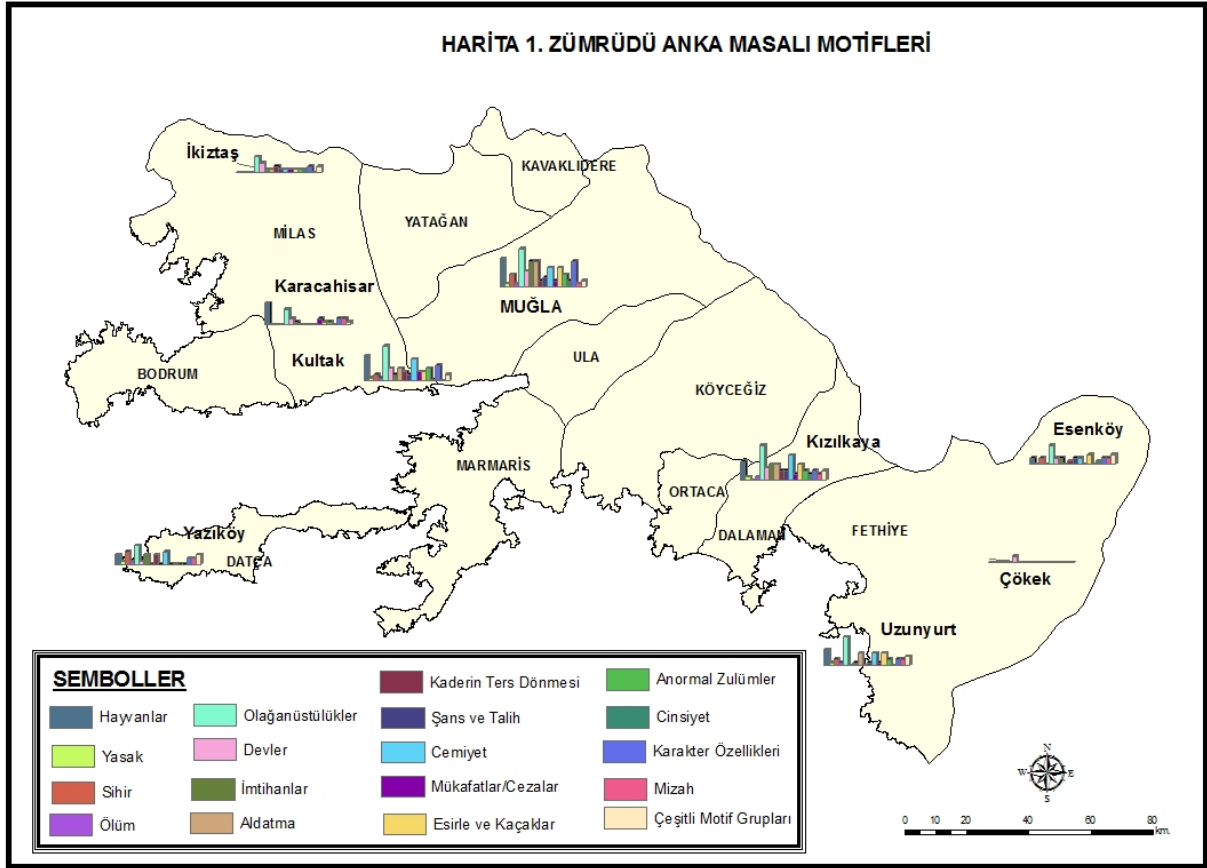 HARİTA 1. ZÜMRÜDÜ ANKA MASALI MOTİFLERİ
İkiztaş
KAVAKLIDERE
YATAĞAN
MİLAS
Karacahisar
MUĞLA
Kultak
ULA
BODRUM
KÖYCEĞİZ
Esenköy
Kızılkaya
MARMARİS
ORTACA
Yazıköy
DATÇA
DALAMAN
FETHİYE
Çökek
Uzunyurt
SEMBOLLER
Hayvanlar
Yasak
Sihir
Ölüm
Olağanüstülükler
Devler
İmtihanlar
Aldatma
Kaderin Ters Dönmesi
Şans ve Talih
Cemiyet
Mükafatlar/Cezalar
Esirle ve Kaçaklar
Anormal Zulümler
Cinsiyet
Karakter Özellikleri
Mizah
Çeşitli Motif Grupları
N
W E
S
0 10 20 40 60 80
km.